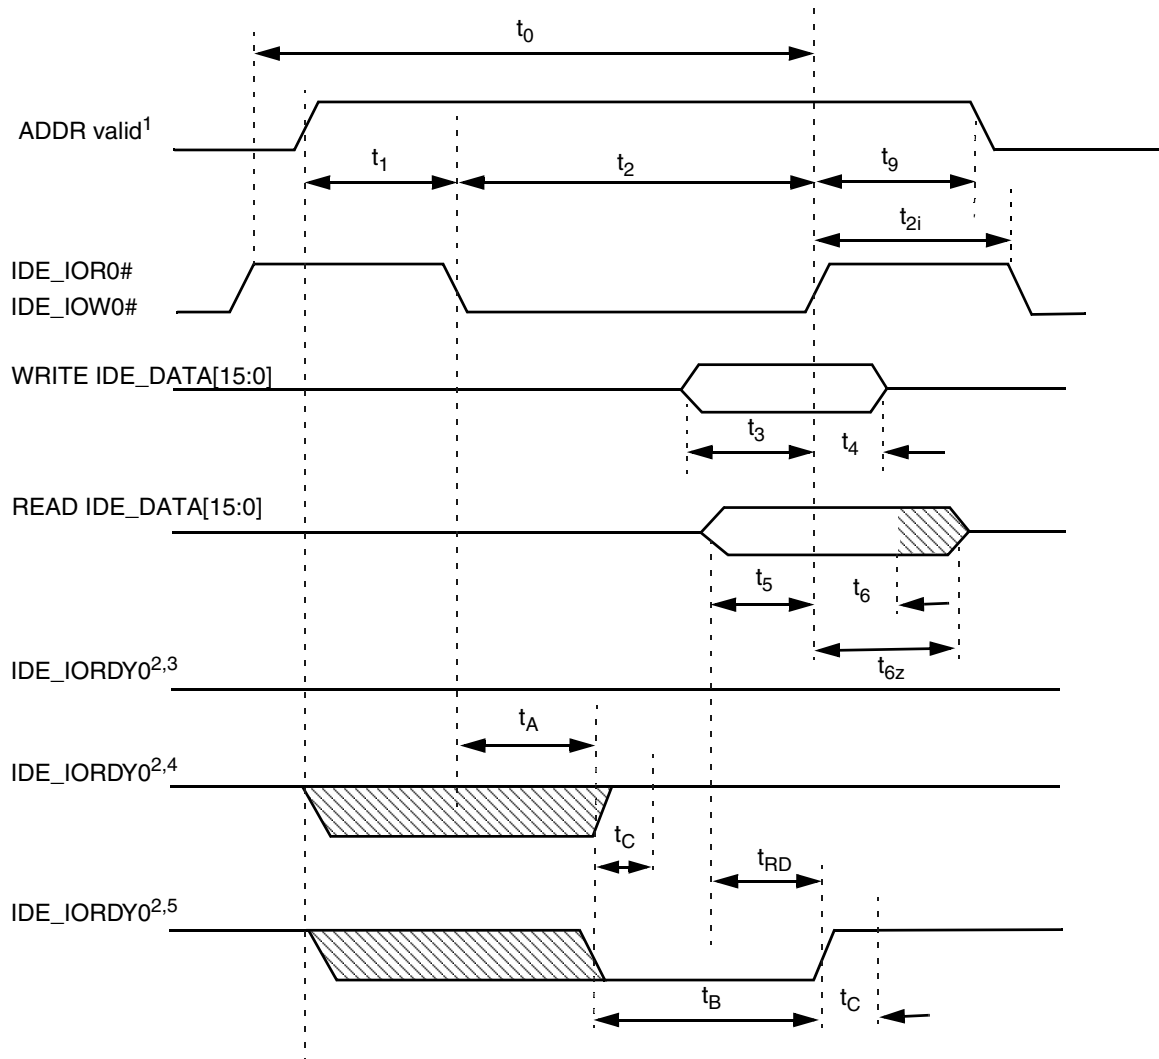 t0
ADDR valid1
t1
t2
t9
t2i
IDE_IOR0#
IDE_IOW0#
WRITE IDE_DATA[15:0]
t3
t4
READ IDE_DATA[15:0]
t5
t6
t6z
IDE_IORDY02,3
tA
IDE_IORDY02,4
tC
tRD
IDE_IORDY02,5
tB
tC